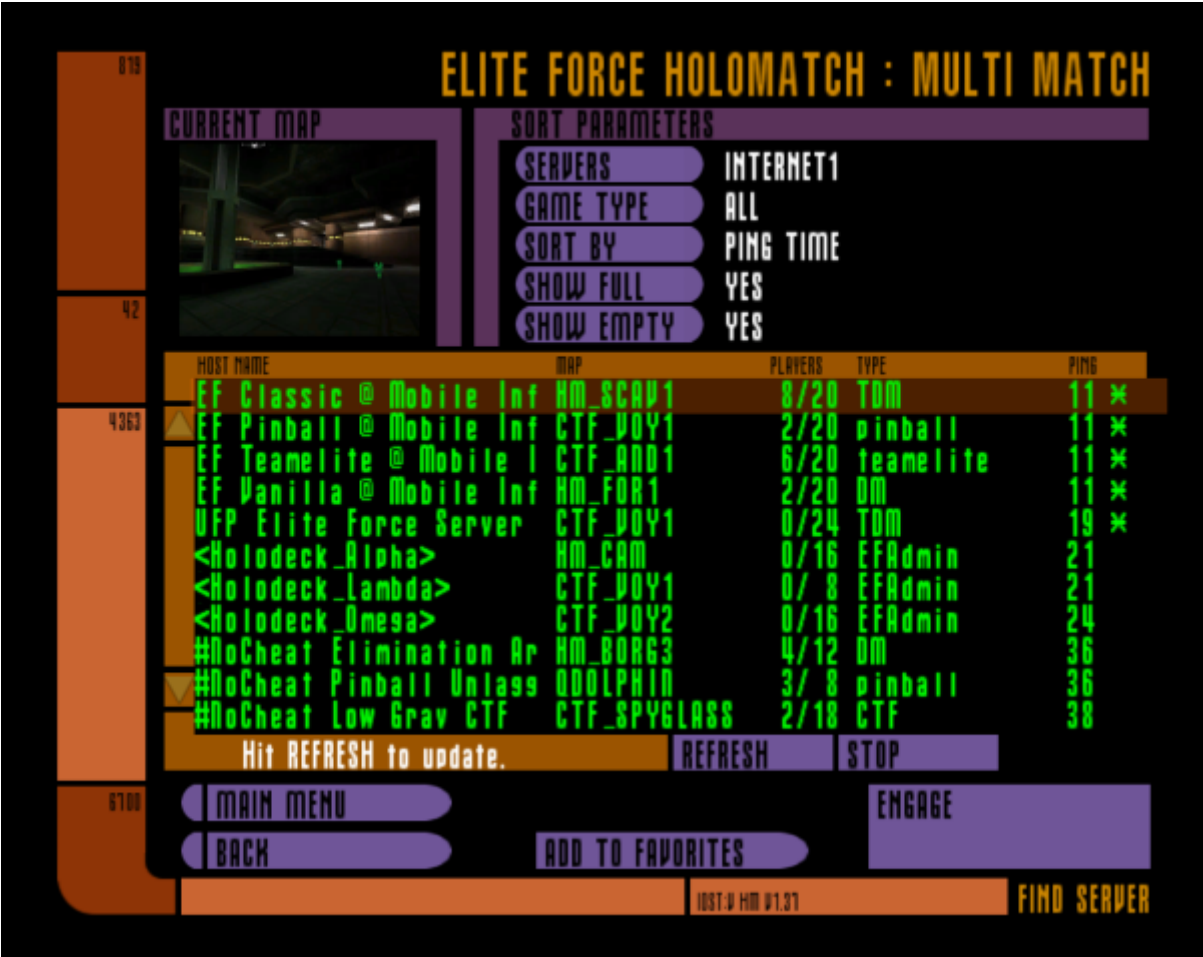 879
ELITE FORCE HOLOMATCH : MULTI MATCH
CURRENT MAP
SORT PARAMETERS
SERVERS INTERNET1
GAME TYPE ALL
SORT BY PING TIME
SHOW FULL YES
42
SHOW EMPTY YES
HOST NAME MAP PLAYERS TYPE PING
EF Classic @ Mobile Inf HM_SCAV1 8/20 TDM 11 *
4363
EF Pinball @ Mobile Inf CTF_VOY1 2/20 pinball 11 *
EF Teamelite @ Mobile I CTF_AND1 6/20 teamelite 11 *
EF Vanilla @ Mobile Inf HM_FOR1 2/20 DM 11 *
UFP Elite Force Server CTF_VOY1 0/24 TDM 19 *
<Holodeck_Alpha> HM_CAM 0/16 EFAdmin 21
<Holodeck_Lambda> CTF_VOY1 0/ 8 EFAdmin 21
<Holodeck_Omega> CTF_VOY2 0/16 EFAdmin 24
#NoCheat Elimination Ar HM_BORG3 4/12 DM 36
#NoCheat Pinball Unlagg QDOLPHIN 3/ 8 pinball 36
#NoCheat Low Grav CTF CTF_SPYGLASS 2/18 CTF 38
Hit REFRESH to update. REFRESH STOP
6700
MAIN MENU
ENGAGE
BACK
ADD TO FAVORITES
IOST:V HM V1.37
FIND SERVER